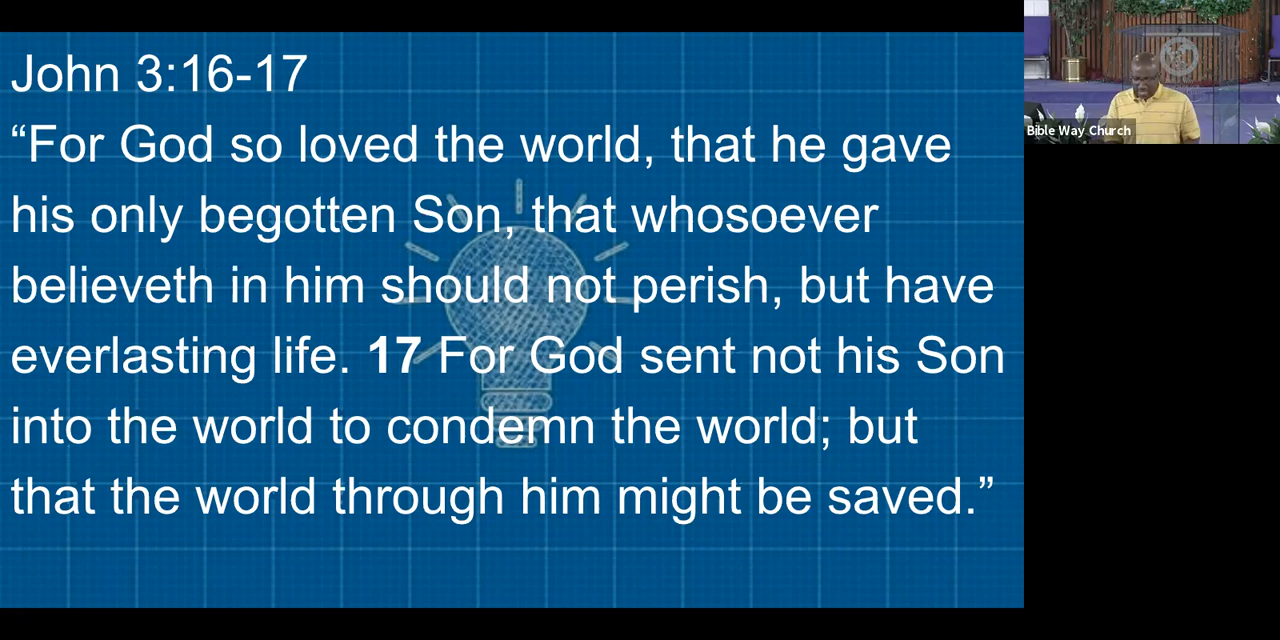 John 3:16-17
“For God so loved the world, that he gave
his only begotten Son, that whosoever
believeth in him should not perish, but have
everlasting life. 17 For God sent not his Son
into the world to condemn the world; but
that the world through him might be saved.”
Bible Way Church